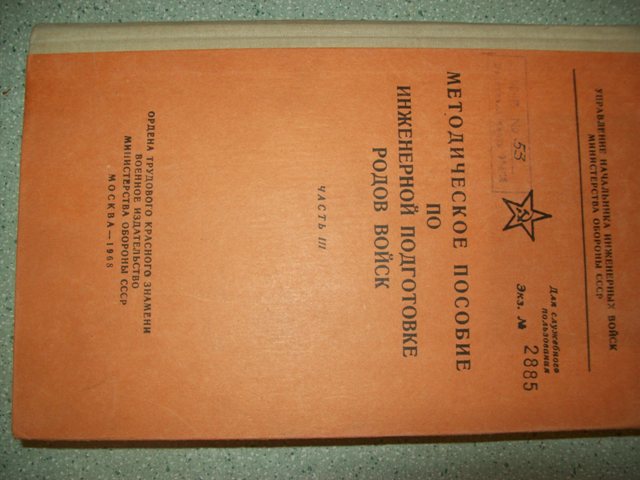 УПРАВЛЕНИЕ НАЧАЛЬНИКА ИНЖЕНЕРНЫХ ВОЙСК
МИНИСТЕРСТВА ОБОРОНЫ СССР
Для служебного
пользования
Экз. № 2885
53
МЕТОДИЧЕСКОЕ ПОСОБИЕ
ПО
ИНЖЕНЕРНОЙ ПОДГОТОВКЕ
РОДОВ ВОЙСК
ЧАСТЬ III
ОРДЕНА ТРУДОВОГО КРАСНОГО ЗНАМЕНИ
ВОЕННОЕ ИЗДАТЕЛЬСТВО
МИНИСТЕРСТВА ОБОРОНЫ СССР
МОСКВА—1968